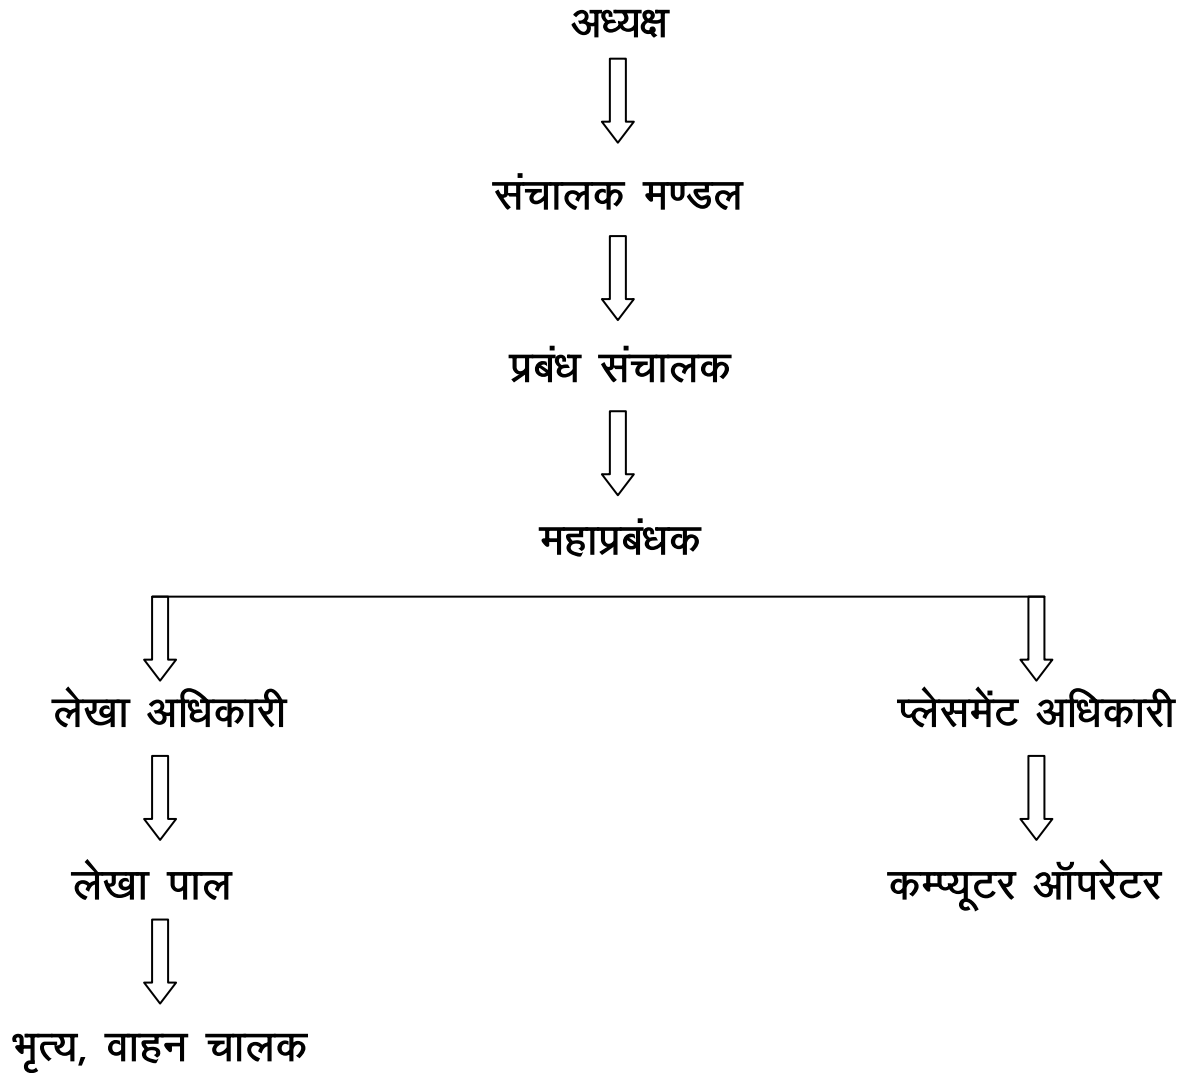 अध्यक्ष
संचालक मण्डल
प्रबंध संचालक
महाप्रबंधक
लेखा अधिकारी
प्लेसमेंट अधिकारी
लेखा पाल
कम्प्यूटर ऑपरेटर
भृत्य, वाहन चालक